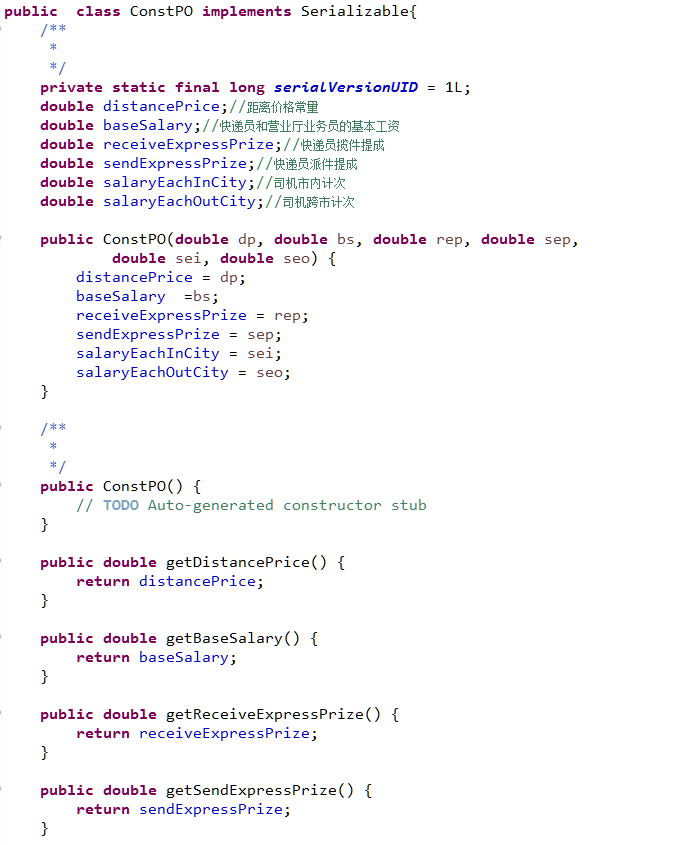 public  class ConstPO implements Serializable{
    /**
     *
     */
    private static final long serialVersionUID = 1L;
    double distancePrice;//距离价格常量
    double baseSalary;//快递员和营业厅业务员的基本工资
    double receiveExpressPrize;//快递员揽件提成
    double sendExpressPrize;//快递员派件提成
    double salaryEachInCity;//司机市内计次
    double salaryEachOutCity;//司机跨市计次
    public ConstPO(double dp, double bs, double rep, double sep,
            double sei, double seo) {
        distancePrice = dp;
        baseSalary  =bs;
        receiveExpressPrize = rep;
        sendExpressPrize = sep;
        salaryEachInCity = sei;
        salaryEachOutCity = seo;
    }
    /**
     *
     */
    public ConstPO() {
        // TODO Auto-generated constructor stub
    }
    public double getDistancePrice() {
        return distancePrice;
    }
    public double getBaseSalary() {
        return baseSalary;
    }
    public double getReceiveExpressPrize() {
        return receiveExpressPrize;
    }
    public double getSendExpressPrize() {
        return sendExpressPrize;
    }